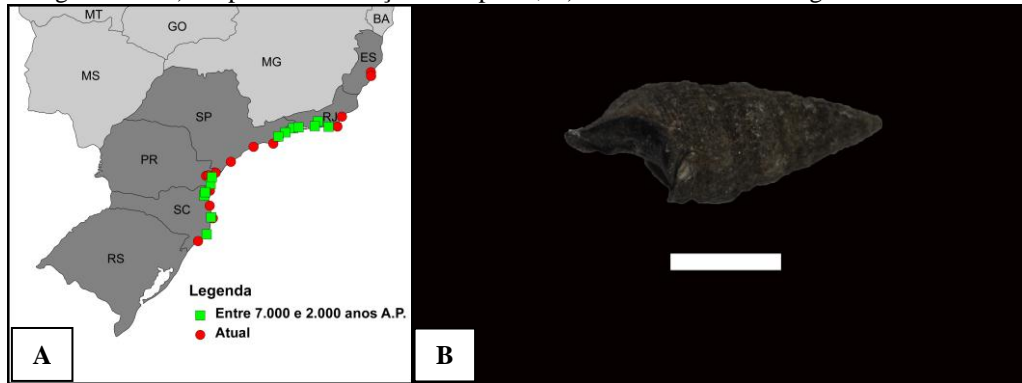 MT
GO
BA
ES
MS
MG
SP
RJ
PR
SC
RS
Legenda
Entre 7.000 e 2.000 anos A.P.
Atual
A
B